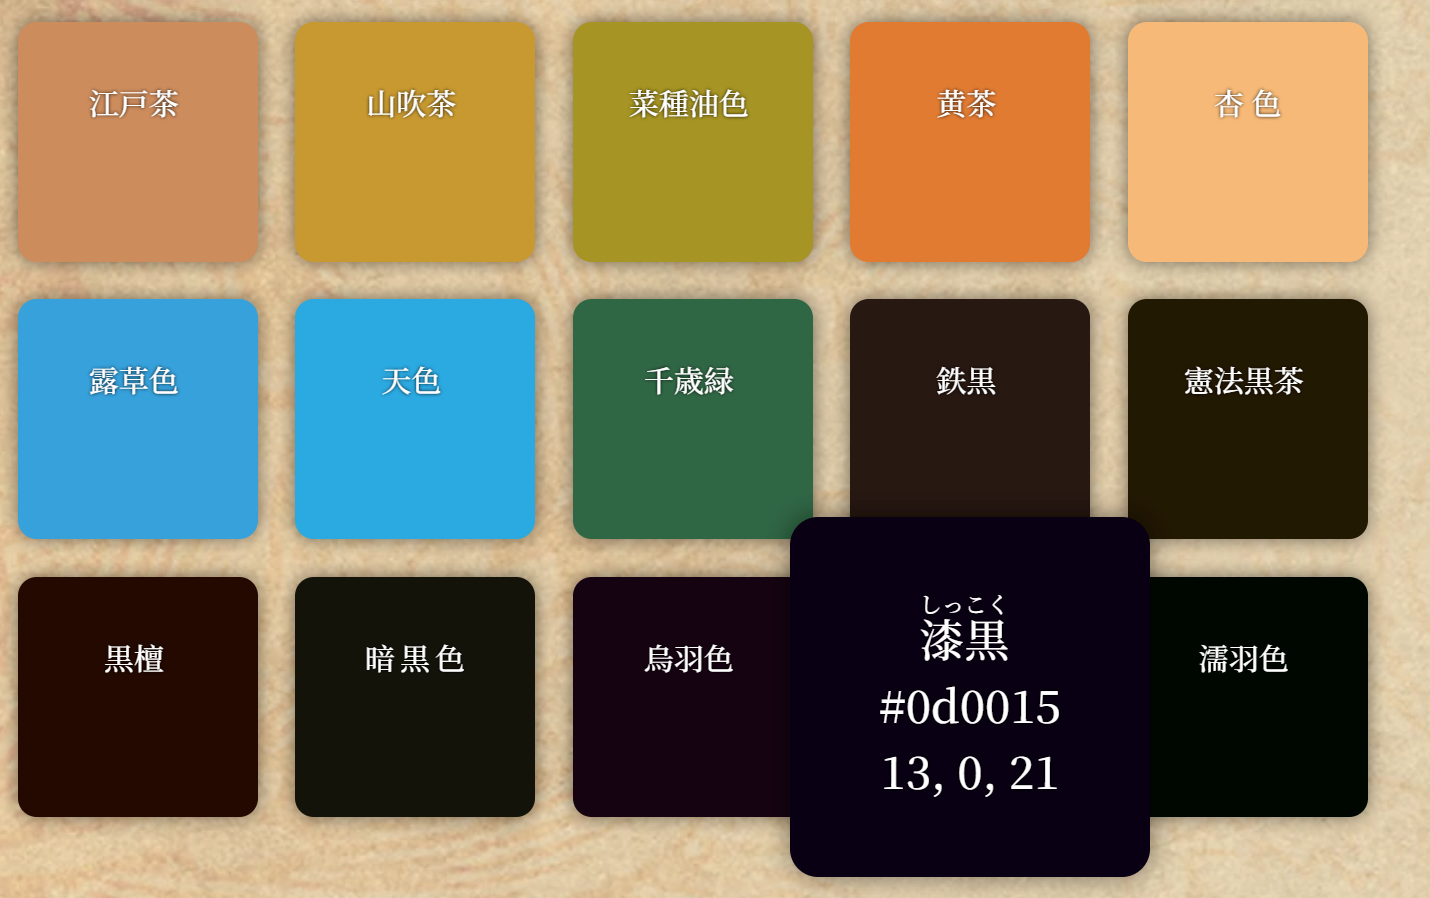 江戸茶
山吹茶
菜種油色
黄茶
杏色
露草色
天色
千歳緑
鉄黒
憲法黒茶
黒檀
暗黒色
烏羽色
しっこく
漆黒
#0d0015
13, 0, 21
濡羽色